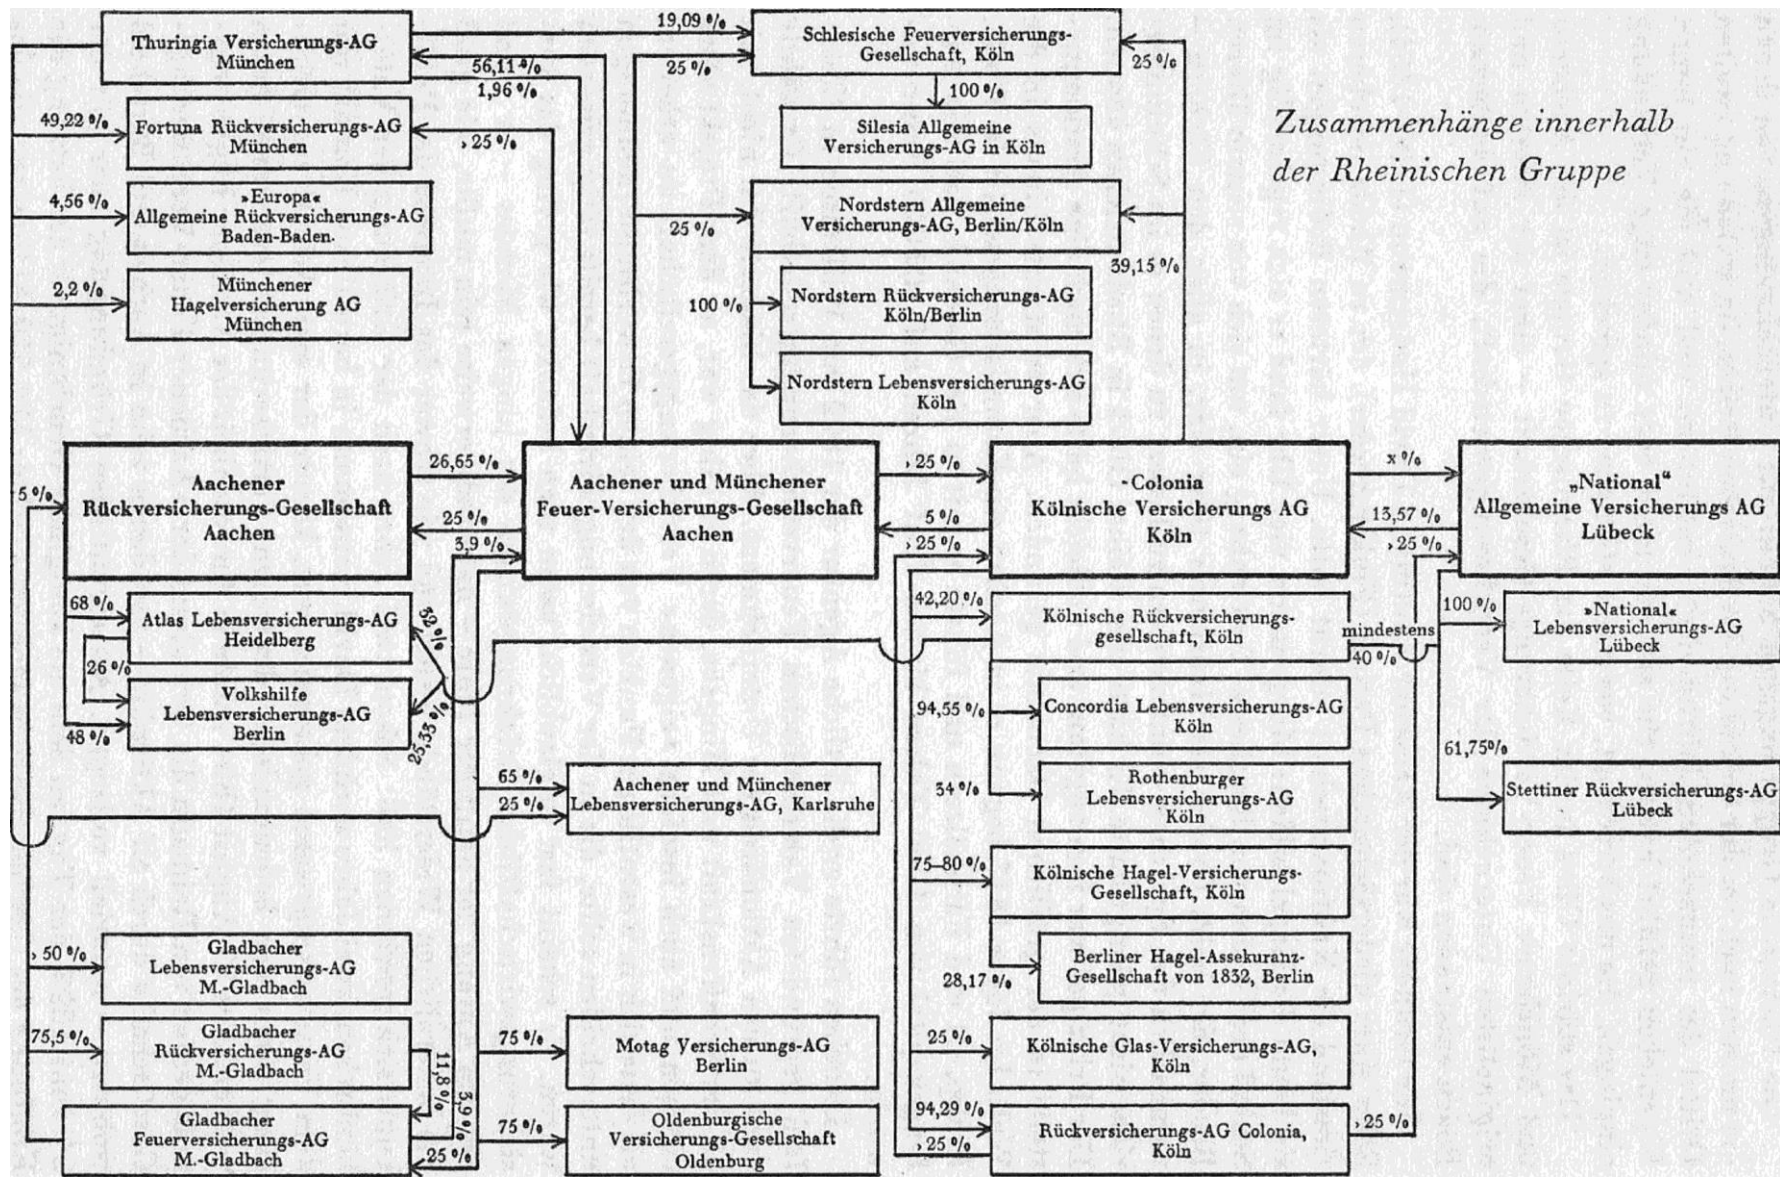 Zusammenhänge innerhalb
der Rheinischen Gruppe
Thuringia Versicherungs-AG
München
19,09 %
56,11 %
1,96 %
Schlesische Feuerversicherungs-
Gesellschaft, Köln
25 %
25 %
100 %
49,22 %
Fortuna Rückversicherungs-AG
München
› 25 %
Silesia Allgemeine
Versicherungs-AG in Köln
4,56 %
»Europa«
Allgemeine Rückversicherungs-AG
Baden-Baden.
25 %
Nordstern Allgemeine
Versicherungs-AG, Berlin/Köln
39,15 %
2,2 %
Münchener
Hagelversicherung AG
München
100 %
Nordstern Rückversicherungs-AG
Köln/Berlin
Nordstern Lebensversicherungs-AG
Köln
5 %
Aachener
Rückversicherungs-Gesellschaft
Aachen
26,65 %
25 %
3,9 %
Aachener und Münchener
Feuer-Versicherungs-Gesellschaft
Aachen
› 25 %
5 %
› 25 %
-Colonia
Kölnische Versicherungs AG
Köln
x %
13,57 %
› 25 %
„National“
Allgemeine Versicherungs AG
Lübeck
68 %
Atlas Lebensversicherungs-AG
Heidelberg
32 %
26 %
Volkshilfe
Lebensversicherungs-AG
Berlin
48 %
25,33 %
42,20 %
Kölnische Rückversicherungs-
gesellschaft, Köln
mindestens
40 %
100 %
»National«
Lebensversicherungs-AG
Lübeck
94,55 %
Concordia Lebensversicherungs-AG
Köln
61,75%
Stettiner Rückversicherungs-AG
Lübeck
65 %
25 %
Aachener und Münchener
Lebensversicherungs-AG, Karlsruhe
34 %
Rothenburger
Lebensversicherungs-AG
Köln
75–80 %
Kölnische Hagel-Versicherungs-
Gesellschaft, Köln
› 50 %
Gladbacher
Lebensversicherungs-AG
M.-Gladbach
28,17 %
Berliner Hagel-Assekuranz-
Gesellschaft von 1832, Berlin
75,5 %
Gladbacher
Rückversicherungs-AG
M.-Gladbach
11,8 %
75 %
Motag Versicherungs-AG
Berlin
25 %
Kölnische Glas-Versicherungs-AG,
Köln
Gladbacher
Feuerversicherungs-AG
M.-Gladbach
3,9 %
25 %
75 %
Oldenburgische
Versicherungs-Gesellschaft
Oldenburg
94,29 %
› 25 %
Rückversicherungs-AG Colonia,
Köln
› 25 %